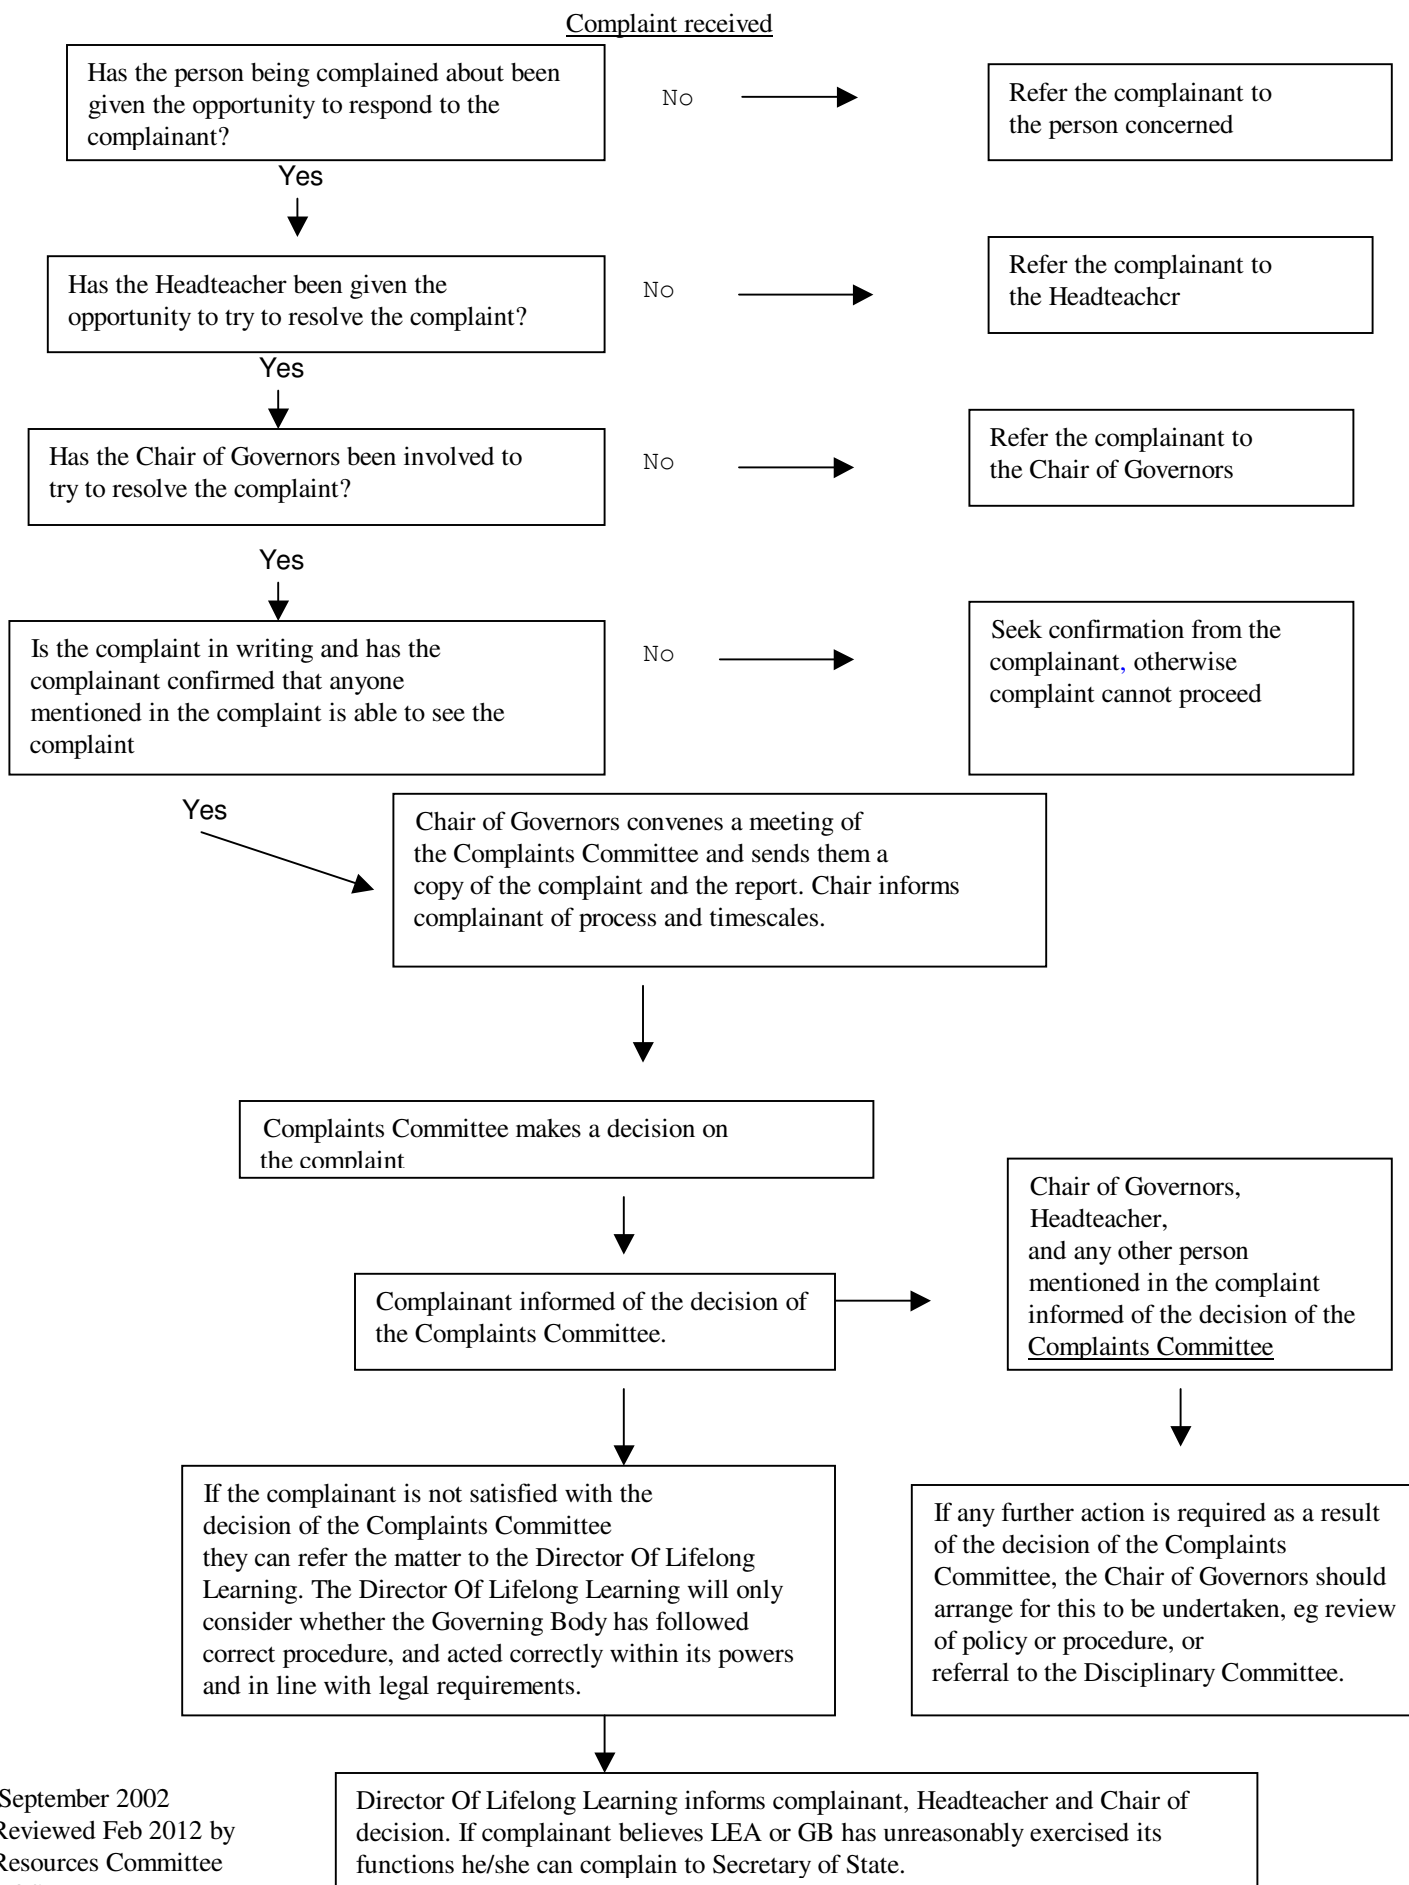 Complaint received
Has the person being complained about been
given the opportunity to respond to the
complainant?
No
Refer the complainant to
the person concerned
Yes
Has the Headteacher been given the
opportunity to try to resolve the complaint?
No
Refer the complainant to
the Headteacher
Yes
Has the Chair of Governors been involved to
try to resolve the complaint?
No
Refer the complainant to
the Chair of Governors
Yes
Is the complaint in writing and has the
complainant confirmed that anyone
mentioned in the complaint is able to see the
complaint
No
Seek confirmation from the
complainant, otherwise
complaint cannot proceed
Yes
Chair of Governors convenes a meeting of
the Complaints Committee and sends them a
copy of the complaint and the report. Chair informs
complainant of process and timescales.
Complaints Committee makes a decision on
the complaint
Complainant informed of the decision of
the Complaints Committee.
Chair of Governors,
Headteacher,
and any other person
mentioned in the complaint
informed of the decision of the
Complaints Committee
If the complainant is not satisfied with the
decision of the Complaints Committee
they can refer the matter to the Director Of Lifelong
Learning. The Director Of Lifelong Learning will only
consider whether the Governing Body has followed
correct procedure, and acted correctly within its powers
and in line with legal requirements.
If any further action is required as a result
of the decision of the Complaints
Committee, the Chair of Governors should
arrange for this to be undertaken, eg review
of policy or procedure, or
referral to the Disciplinary Committee.
September 2002
Reviewed Feb 2012 by
Resources Committee
Director Of Lifelong Learning informs complainant, Headteacher and Chair of
decision. If complainant believes LEA or GB has unreasonably exercised its
functions he/she can complain to Secretary of State.